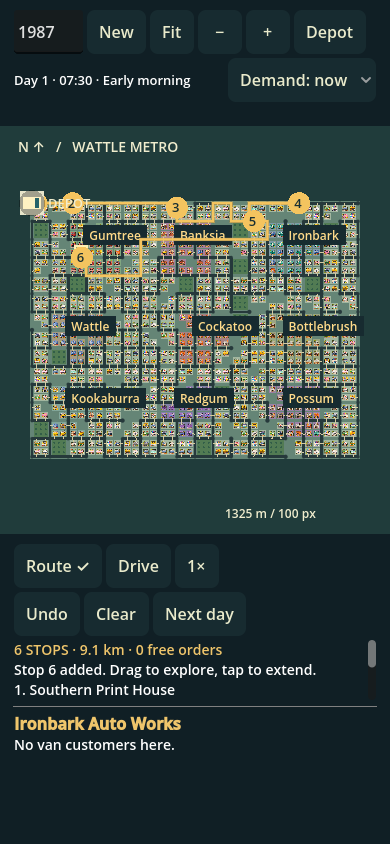 1987 New Fit − + Depot
Day 1 · 07:30 · Early morning Demand: now
N ↑ / WATTLE METRO
DEPOT 2 3 4
5
Gumtree Banksia Ironbark
6
Wattle Cockatoo Bottlebrush
Kookaburra Redgum Possum
1325 m / 100 px
Route ✓ Drive 1×
Undo Clear Next day
6 STOPS · 9.1 km · 0 free orders
Stop 6 added. Drag to explore, tap to extend.
1. Southern Print House
Ironbark Auto Works
No van customers here.